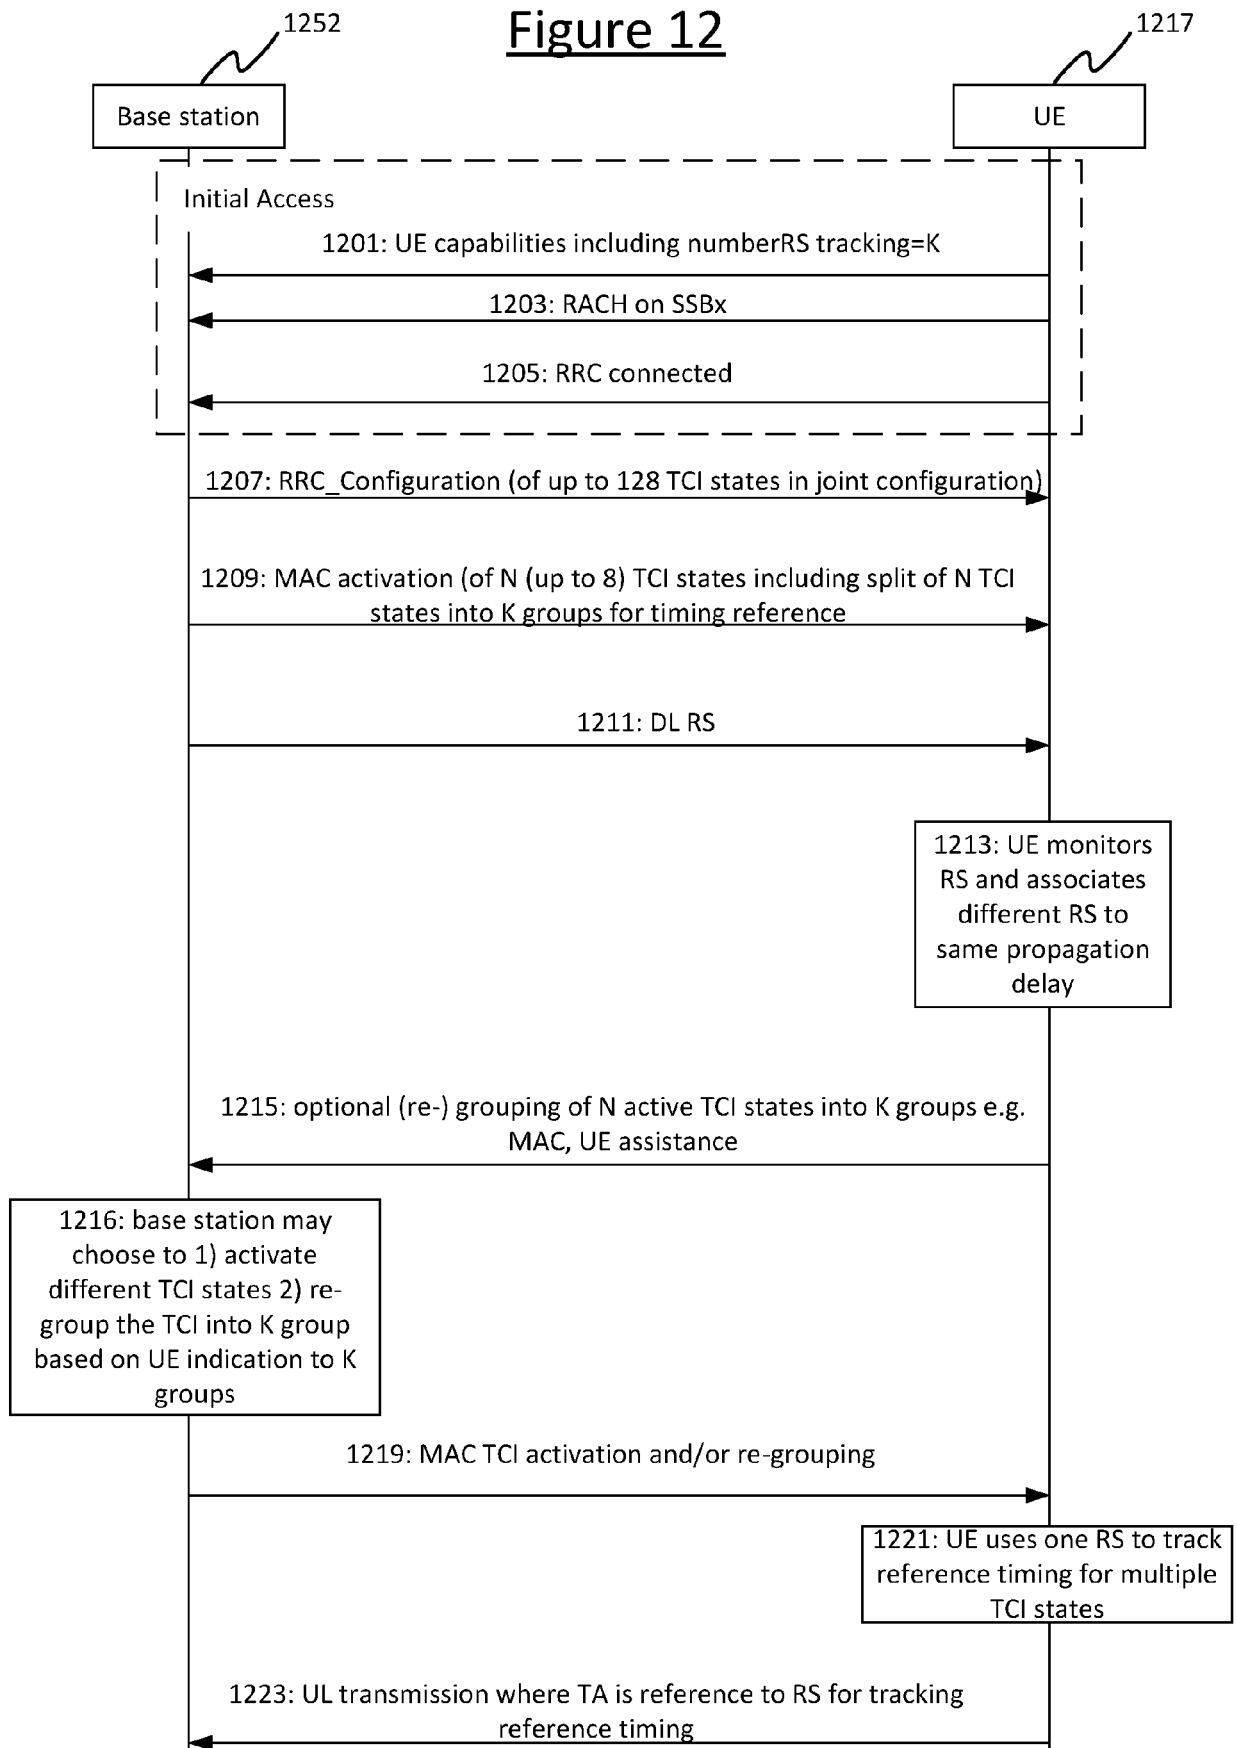 Figure 12
1252
1217
Base station
UE
Initial Access
1201: UE capabilities including numberRS tracking=K
1203: RACH on SSBx
1205: RRC connected
1207: RRC_Configuration (of up to 128 TCI states in joint configuration)
1209: MAC activation (of N (up to 8) TCI states including split of N TCI
states into K groups for timing reference
1211: DL RS
1213: UE monitors
RS and associates
different RS to
same propagation
delay
1215: optional (re-) grouping of N active TCI states into K groups e.g.
MAC, UE assistance
1216: base station may
choose to 1) activate
different TCI states 2) re-
group the TCI into K group
based on UE indication to K
groups
1219: MAC TCI activation and/or re-grouping
1221: UE uses one RS to track
reference timing for multiple
TCI states
1223: UL transmission where TA is reference to RS for tracking
reference timing